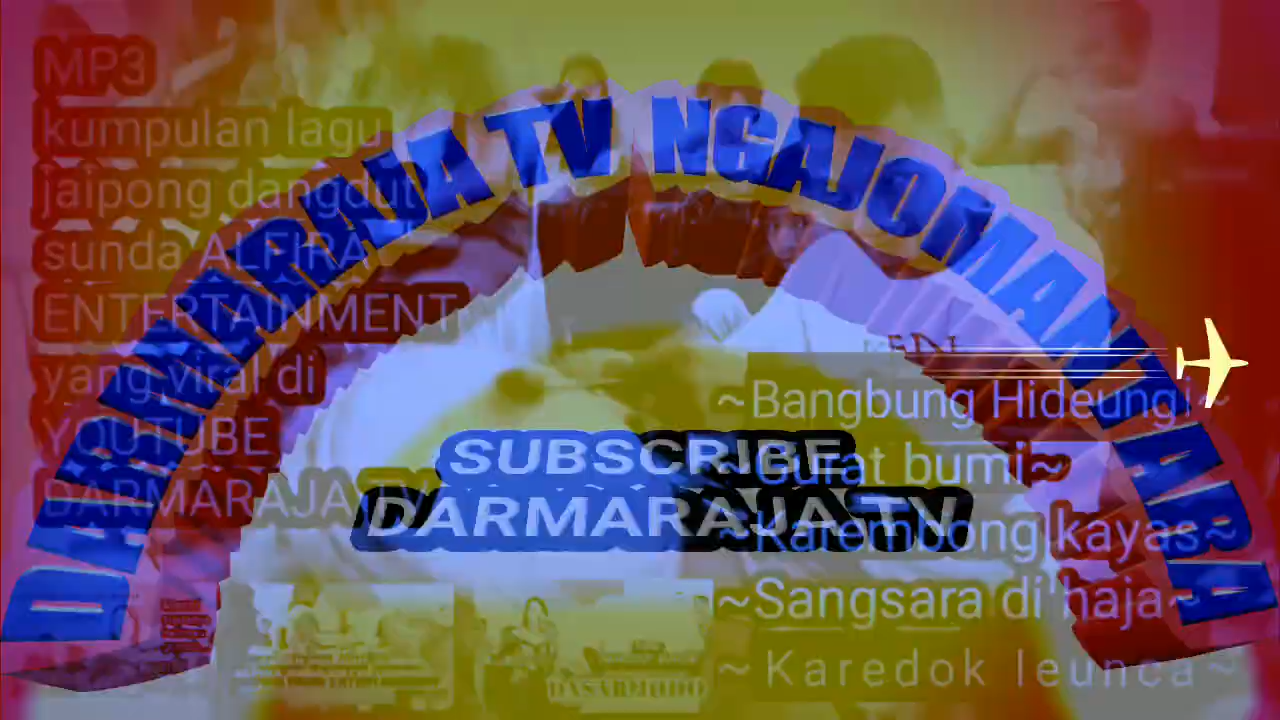 DARMARAJA TV NGAJOMANTARA
MP3
kumpulan lagu
jaipong dangdut
sunda ALFIRA
ENTERTAINMENT
yang viral di
YOUTUBE
DARMARAJA TV
SUBSCRIBE
DARMARAJA TV
~Bangbung Hideung~
~Gurat bumi~
~Karembong kayas~
~Sangsara di haja~
~Karedok leunca~
DASARMODO